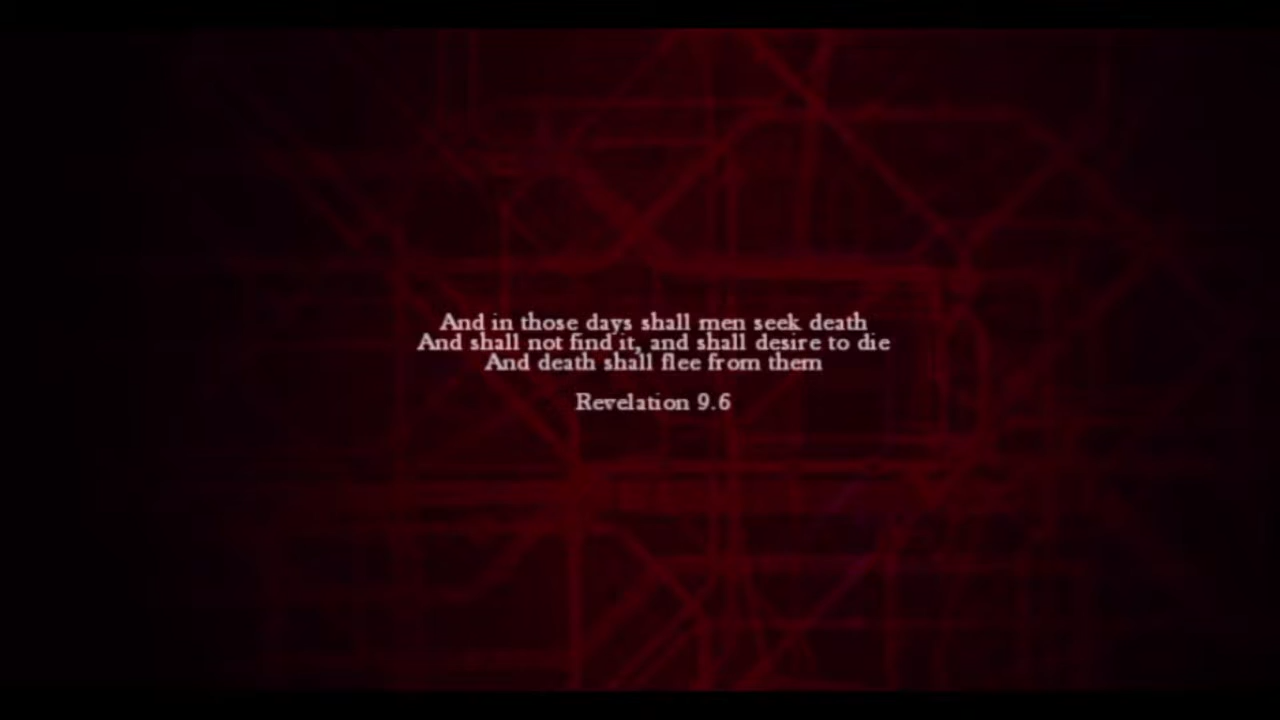 And in those days shall men seek death
And shall not find it, and shall desire to die
And death shall flee from them
Revelation 9.6